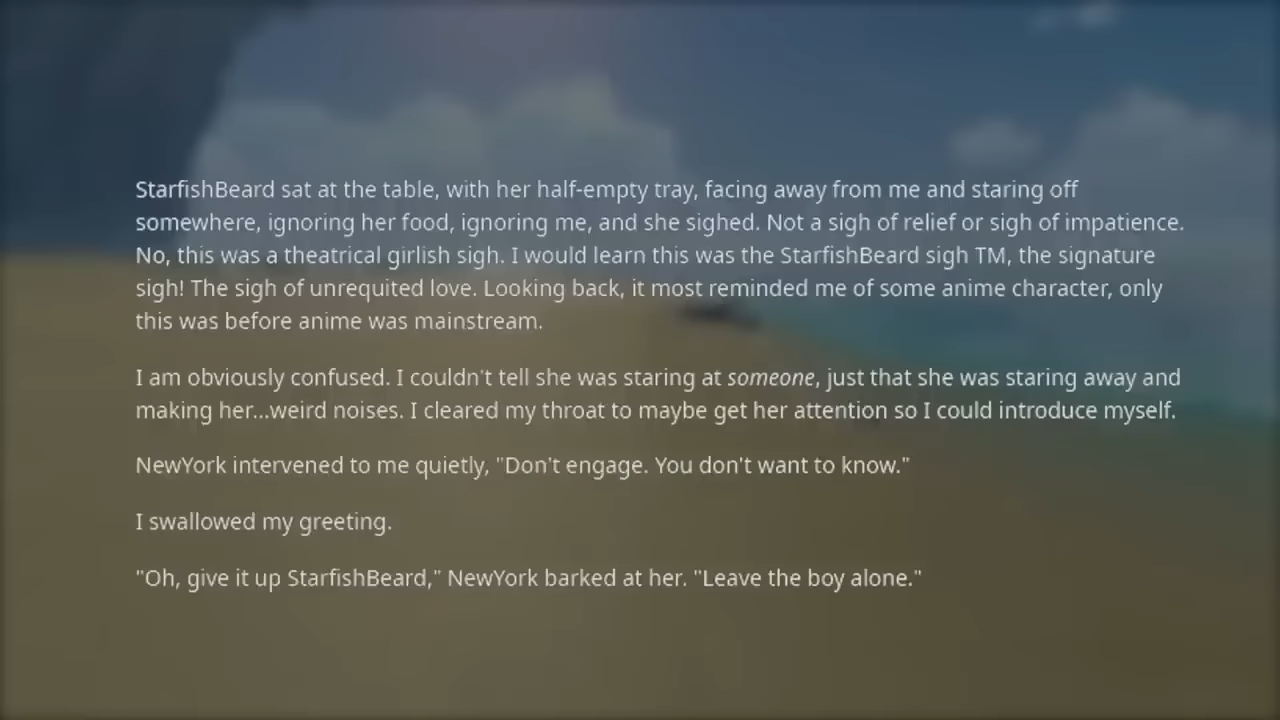 StarfishBeard sat at the table, with her half-empty tray, facing away from me and staring off
somewhere, ignoring her food, ignoring me, and she sighed. Not a sigh of relief or sigh of impatience.
No, this was a theatrical girlish sigh. I would learn this was the StarfishBeard sigh TM, the signature
sigh! The sigh of unrequited love. Looking back, it most reminded me of some anime character, only
this was before anime was mainstream.
I am obviously confused. I couldn't tell she was staring at someone, just that she was staring away and
making her...weird noises. I cleared my throat to maybe get her attention so I could introduce myself.
NewYork intervened to me quietly, "Don't engage. You don't want to know."
I swallowed my greeting.
"Oh, give it up StarfishBeard," NewYork barked at her. "Leave the boy alone."